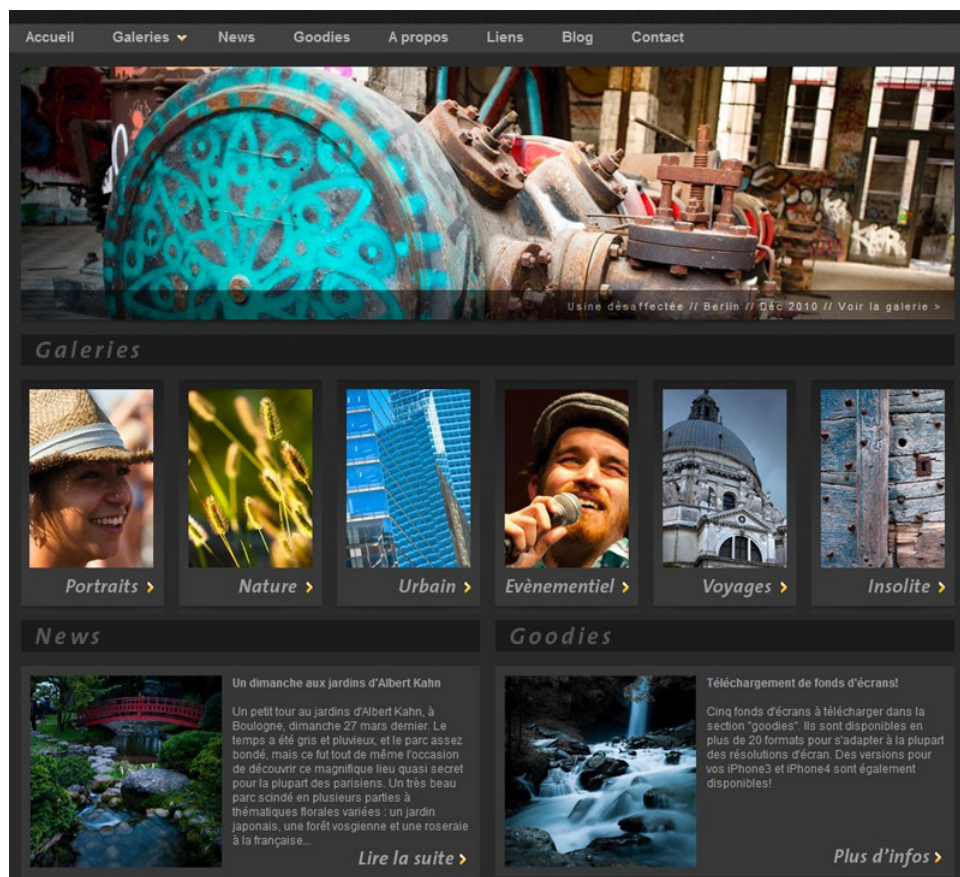 Accueil Galeries News Goodies A propos Liens Blog Contact
Usine désaffectée // Berlin // Déc 2010 // Voir la galerie >
Galeries
Portraits > Nature > Urbain > Evènementiel > Voyages > Insolite >
News
Un dimanche aux jardins d'Albert Kahn
Un petit tour au jardins d'Albert Kahn, à
Boulogne, dimanche 27 mars dernier. Le
temps a été gris et pluvieux, et le parc assez
bondé, mais ce fut tout de même l'occasion
de découvrir ce magnifique lieu quasi secret
pour la plupart des parisiens. Un très beau
parc scindé en plusieurs parties à
thématiques florales variées : un jardin
japonais, une forêt vosgienne et une roseraie
à la française...
Lire la suite >
Goodies
Téléchargement de fonds d'écrans!
Cinq fonds d'écrans à télécharger dans la
section "goodies". Ils sont disponibles en
plus de 20 formats pour s'adapter à la plupart
des résolutions d'écran. Des versions pour
vos iPhone3 et iPhone4 sont également
disponibles!
Plus d'infos >